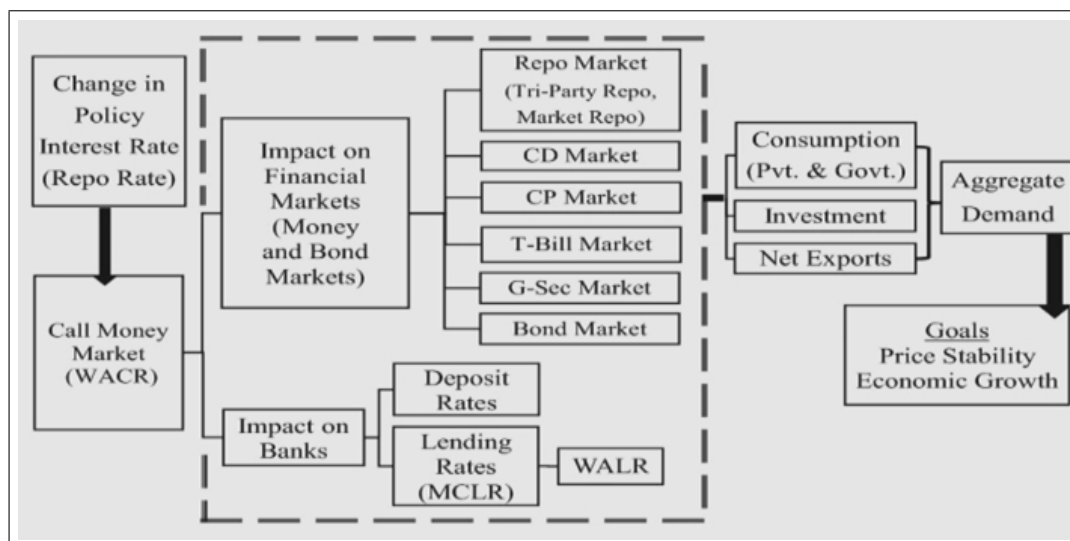 Change in
Policy
Interest Rate
(Repo Rate)
Call Money
Market
(WACR)
Impact on
Financial
Markets
(Money
and Bond
Markets)
Impact on
Banks
Repo Market
(Tri-Party Repo,
Market Repo)
CD Market
CP Market
T-Bill Market
G-Sec Market
Bond Market
Deposit
Rates
Lending
Rates
(MCLR)
WALR
Consumption
(Pvt. & Govt.)
Investment
Net Exports
Aggregate
Demand
Goals
Price Stability
Economic Growth